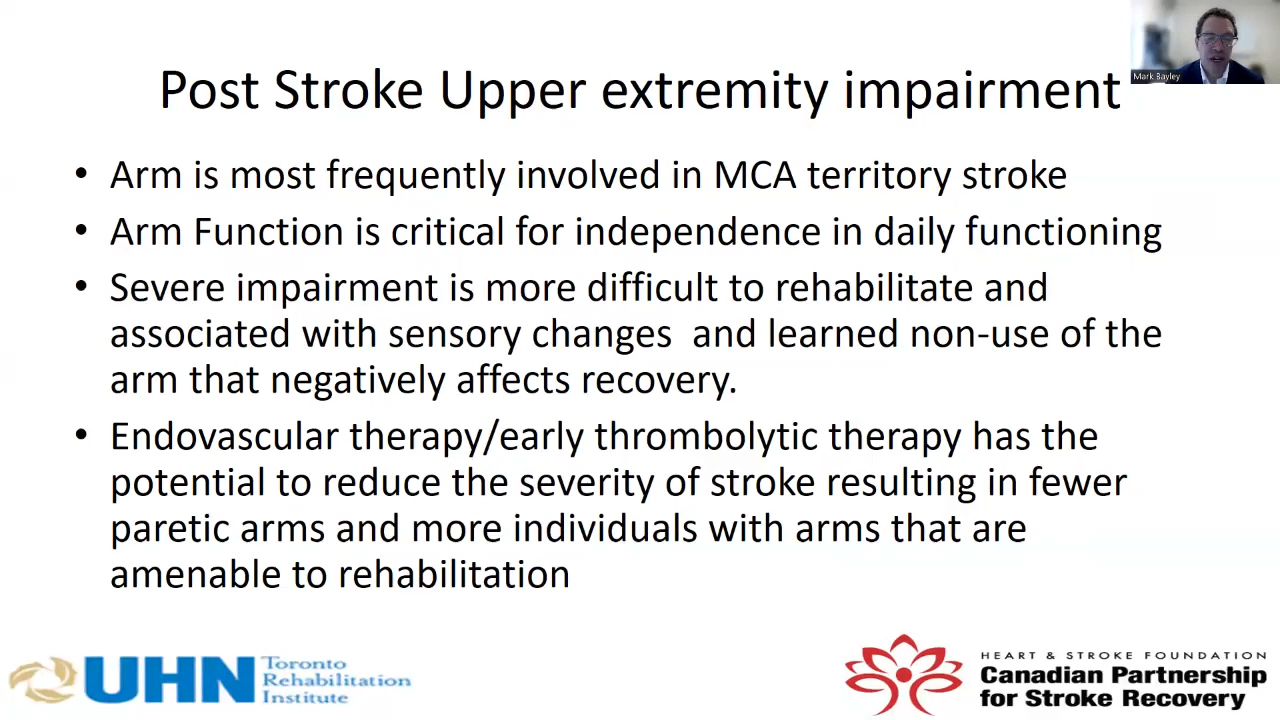 Mark Bayley
Post Stroke Upper extremity impairment
• Arm is most frequently involved in MCA territory stroke
• Arm Function is critical for independence in daily functioning
• Severe impairment is more difficult to rehabilitate and
associated with sensory changes  and learned non-use of the
arm that negatively affects recovery.
• Endovascular therapy/early thrombolytic therapy has the
potential to reduce the severity of stroke resulting in fewer
paretic arms and more individuals with arms that are
amenable to rehabilitation
UHN
Toronto
Rehabilitation
Institute
HEART & STROKE FOUNDATION
Canadian Partnership
for Stroke Recovery